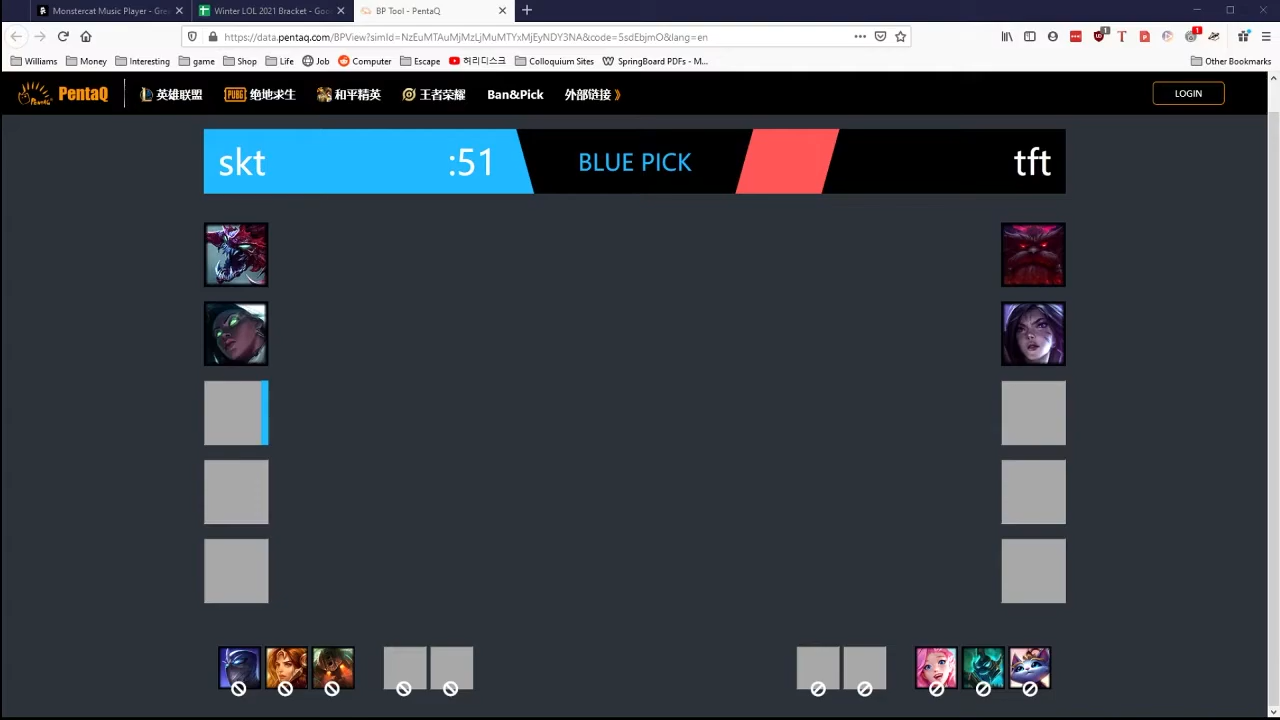 Monstercat Music Player - Gre
Winter LOL 2021 Bracket - Goo
BP Tool - PentaQ
https://data.pentaq.com/BPView?simId=NzEuMTAuMjMzLjMuMTYxMjEyNDY3NA&code=5sdEbjmO&lang=en
Williams
Money
Interesting
game
Shop
Life
Job
Computer
Escape
허리디스크
Colloquium Sites
SpringBoard PDFs - M...
Other Bookmarks
PentaQ
英雄联盟
绝地求生
和平精英
王者荣耀
Ban&Pick
外部链接 》
LOGIN
skt
:51
BLUE PICK
tft